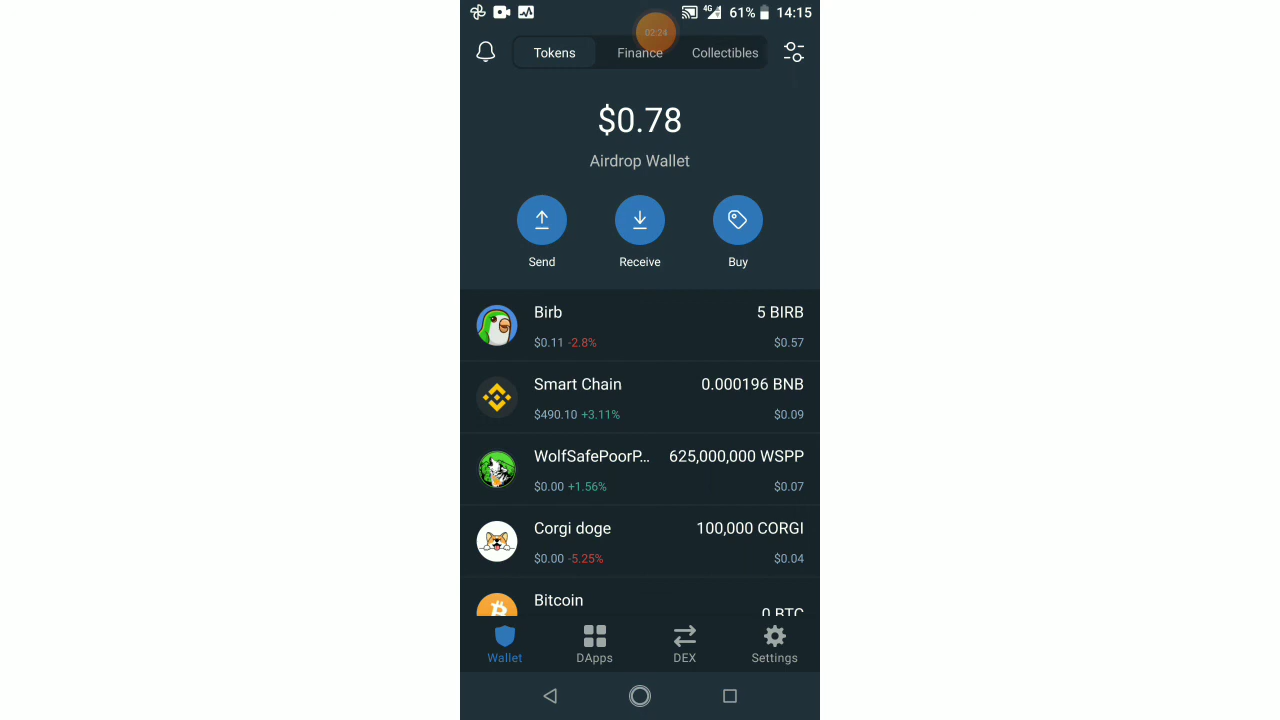 4G 61% 14:15
02:24
Tokens Finance Collectibles
$0.78
Airdrop Wallet
Send Receive Buy
Birb 5 BIRB
$0.11 -2.8% $0.57
Smart Chain 0.000196 BNB
$490.10 +3.11% $0.09
WolfSafePoorP... 625,000,000 WSPP
$0.00 +1.56% $0.07
Corgi doge 100,000 CORGI
$0.00 -5.25% $0.04
Bitcoin 0 BTC
Wallet DApps DEX Settings